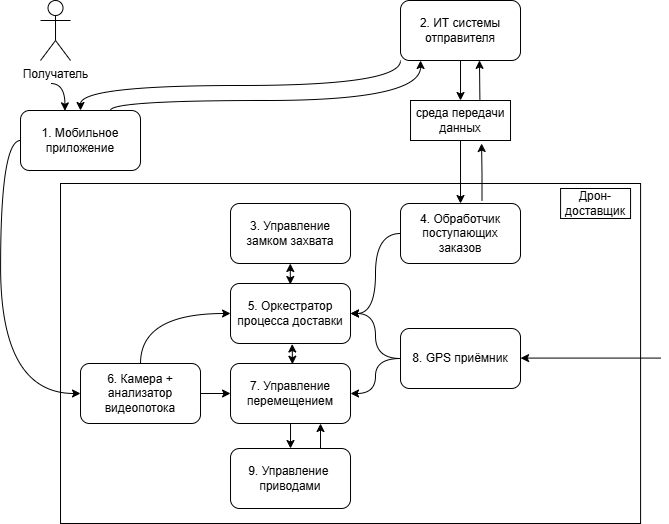 2. ИТ системы
отправителя
Получатель
1. Мобильное
приложение
среда передачи
данных
Дрон-
доставщик
3. Управление
замком захвата
4. Обработчик
поступающих
заказов
5. Оркестратор
процесса доставки
8. GPS приёмник
6. Камера +
анализатор
видеопотока
7. Управление
перемещением
9. Управление
приводами